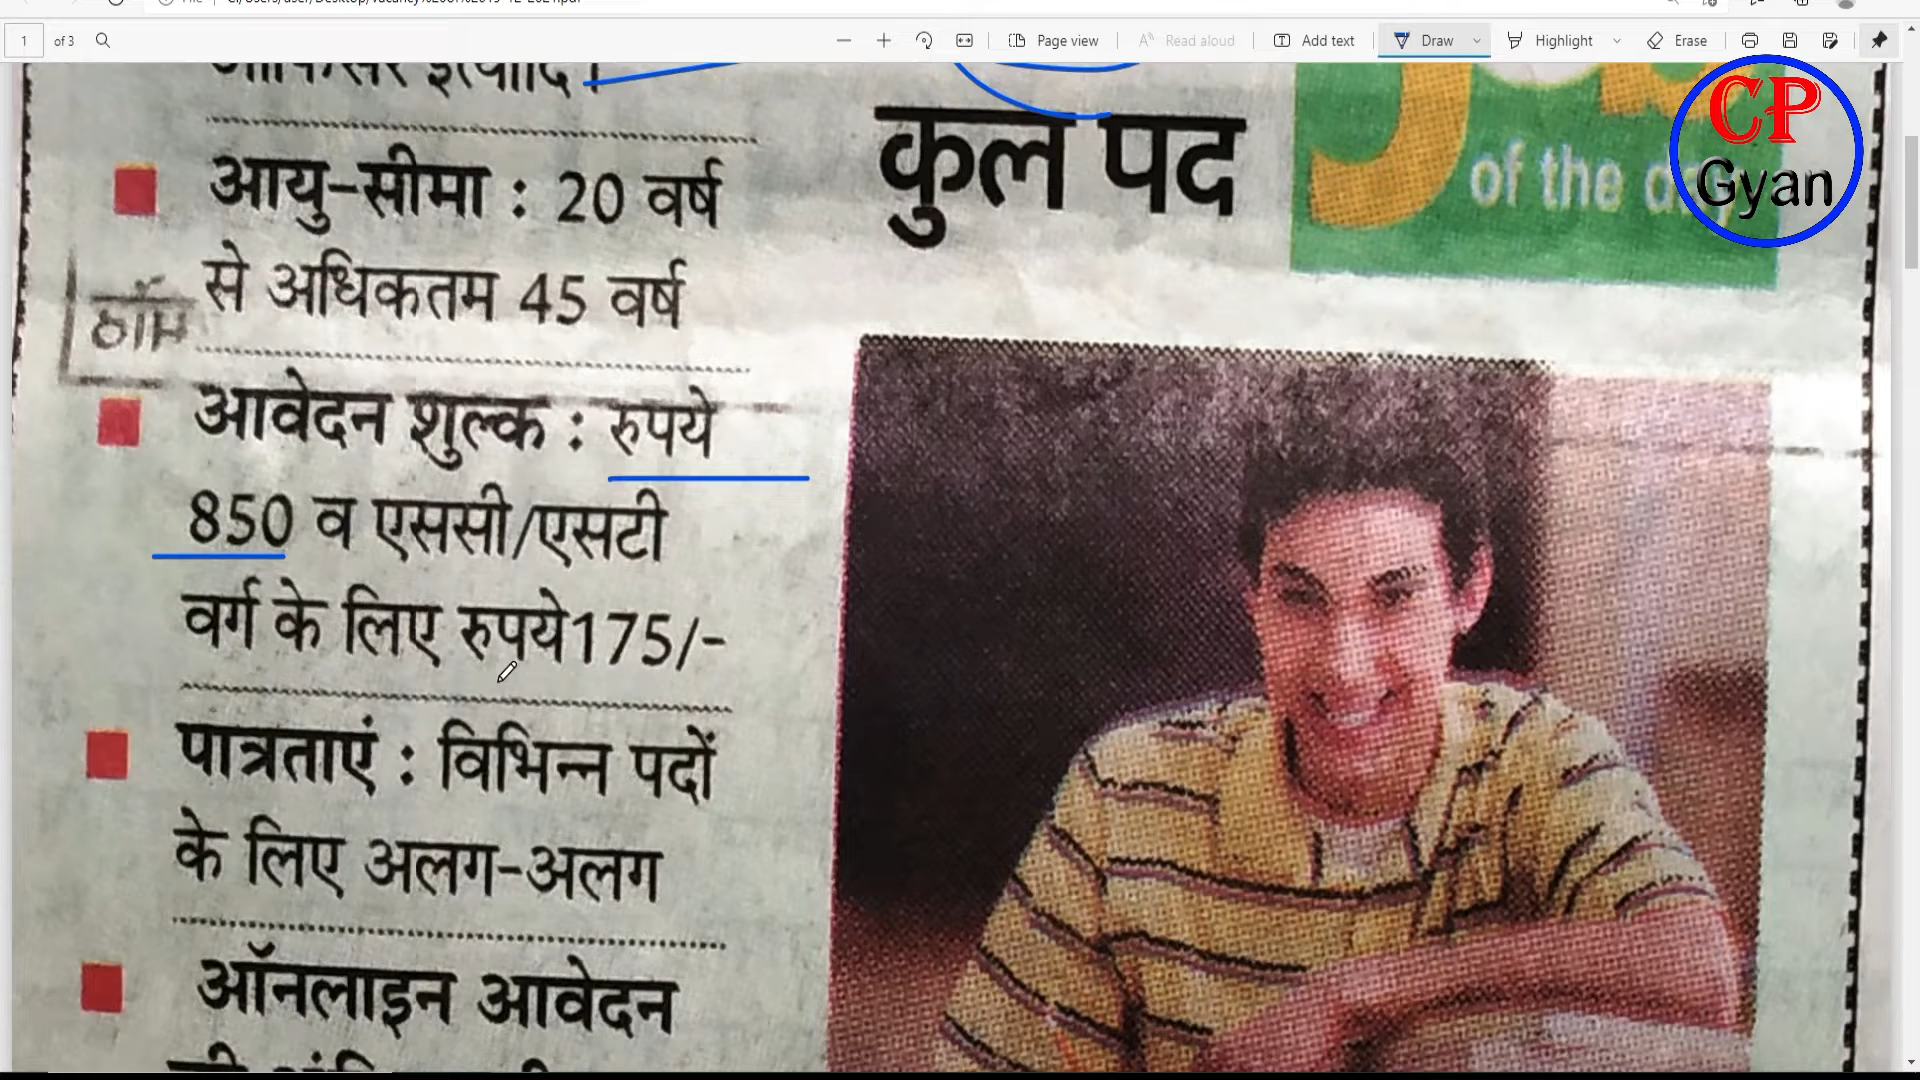 1 of 3 Page view Read aloud Add text Draw Highlight Erase
इत्यादि।
आयु-सीमा : 20 वर्ष
से अधिकतम 45 वर्ष
आवेदन शुल्क : रुपये
850 व एससी/एसटी
वर्ग के लिए रुपये175/-
पात्रताएं : विभिन्न पदों
के लिए अलग-अलग
ऑनलाइन आवेदन
कुल पद
of the day
CP
Gyan